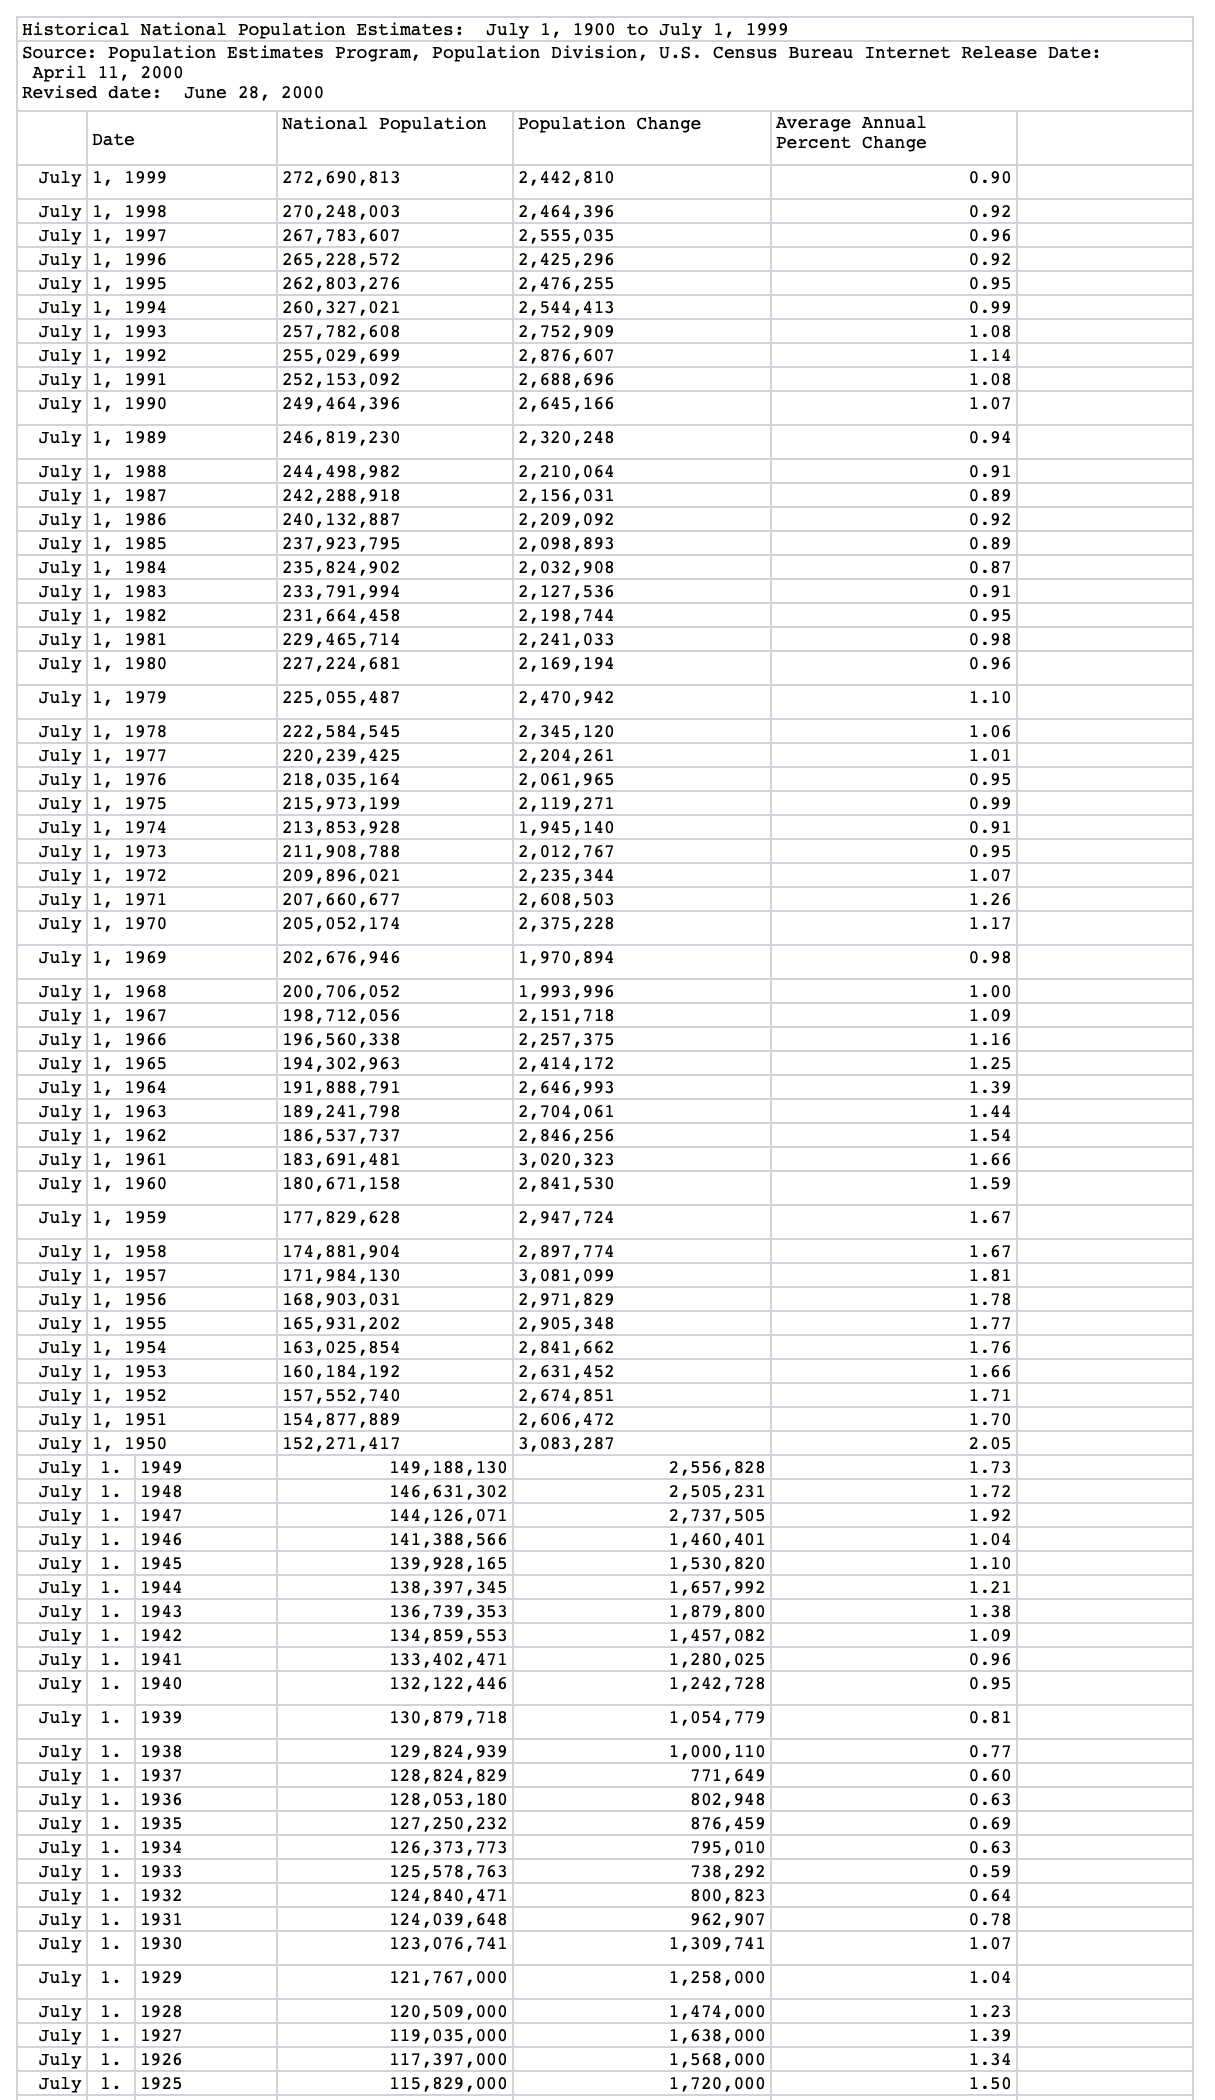 Historical National Population Estimates:  July 1, 1900 to July 1, 1999
Source: Population Estimates Program, Population Division, U.S. Census Bureau Internet Release Date:
April 11, 2000
Revised date:  June 28, 2000
Date National Population Population Change Average Annual
Percent Change
July 1, 1999 272,690,813 2,442,810 0.90
July 1, 1998 270,248,003 2,464,396 0.92
July 1, 1997 267,783,607 2,555,035 0.96
July 1, 1996 265,228,572 2,425,296 0.92
July 1, 1995 262,803,276 2,476,255 0.95
July 1, 1994 260,327,021 2,544,413 0.99
July 1, 1993 257,782,608 2,752,909 1.08
July 1, 1992 255,029,699 2,876,607 1.14
July 1, 1991 252,153,092 2,688,696 1.08
July 1, 1990 249,464,396 2,645,166 1.07
July 1, 1989 246,819,230 2,320,248 0.94
July 1, 1988 244,498,982 2,210,064 0.91
July 1, 1987 242,288,918 2,156,031 0.89
July 1, 1986 240,132,887 2,209,092 0.92
July 1, 1985 237,923,795 2,098,893 0.89
July 1, 1984 235,824,902 2,032,908 0.87
July 1, 1983 233,791,994 2,127,536 0.91
July 1, 1982 231,664,458 2,198,744 0.95
July 1, 1981 229,465,714 2,241,033 0.98
July 1, 1980 227,224,681 2,169,194 0.96
July 1, 1979 225,055,487 2,470,942 1.10
July 1, 1978 222,584,545 2,345,120 1.06
July 1, 1977 220,239,425 2,204,261 1.01
July 1, 1976 218,035,164 2,061,965 0.95
July 1, 1975 215,973,199 2,119,271 0.99
July 1, 1974 213,853,928 1,945,140 0.91
July 1, 1973 211,908,788 2,012,767 0.95
July 1, 1972 209,896,021 2,235,344 1.07
July 1, 1971 207,660,677 2,608,503 1.26
July 1, 1970 205,052,174 2,375,228 1.17
July 1, 1969 202,676,946 1,970,894 0.98
July 1, 1968 200,706,052 1,993,996 1.00
July 1, 1967 198,712,056 2,151,718 1.09
July 1, 1966 196,560,338 2,257,375 1.16
July 1, 1965 194,302,963 2,414,172 1.25
July 1, 1964 191,888,791 2,646,993 1.39
July 1, 1963 189,241,798 2,704,061 1.44
July 1, 1962 186,537,737 2,846,256 1.54
July 1, 1961 183,691,481 3,020,323 1.66
July 1, 1960 180,671,158 2,841,530 1.59
July 1, 1959 177,829,628 2,947,724 1.67
July 1, 1958 174,881,904 2,897,774 1.67
July 1, 1957 171,984,130 3,081,099 1.81
July 1, 1956 168,903,031 2,971,829 1.78
July 1, 1955 165,931,202 2,905,348 1.77
July 1, 1954 163,025,854 2,841,662 1.76
July 1, 1953 160,184,192 2,631,452 1.66
July 1, 1952 157,552,740 2,674,851 1.71
July 1, 1951 154,877,889 2,606,472 1.70
July 1, 1950 152,271,417 3,083,287 2.05
July 1. 1949 149,188,130 2,556,828 1.73
July 1. 1948 146,631,302 2,505,231 1.72
July 1. 1947 144,126,071 2,737,505 1.92
July 1. 1946 141,388,566 1,460,401 1.04
July 1. 1945 139,928,165 1,530,820 1.10
July 1. 1944 138,397,345 1,657,992 1.21
July 1. 1943 136,739,353 1,879,800 1.38
July 1. 1942 134,859,553 1,457,082 1.09
July 1. 1941 133,402,471 1,280,025 0.96
July 1. 1940 132,122,446 1,242,728 0.95
July 1. 1939 130,879,718 1,054,779 0.81
July 1. 1938 129,824,939 1,000,110 0.77
July 1. 1937 128,824,829 771,649 0.60
July 1. 1936 128,053,180 802,948 0.63
July 1. 1935 127,250,232 876,459 0.69
July 1. 1934 126,373,773 795,010 0.63
July 1. 1933 125,578,763 738,292 0.59
July 1. 1932 124,840,471 800,823 0.64
July 1. 1931 124,039,648 962,907 0.78
July 1. 1930 123,076,741 1,309,741 1.07
July 1. 1929 121,767,000 1,258,000 1.04
July 1. 1928 120,509,000 1,474,000 1.23
July 1. 1927 119,035,000 1,638,000 1.39
July 1. 1926 117,397,000 1,568,000 1.34
July 1. 1925 115,829,000 1,720,000 1.50